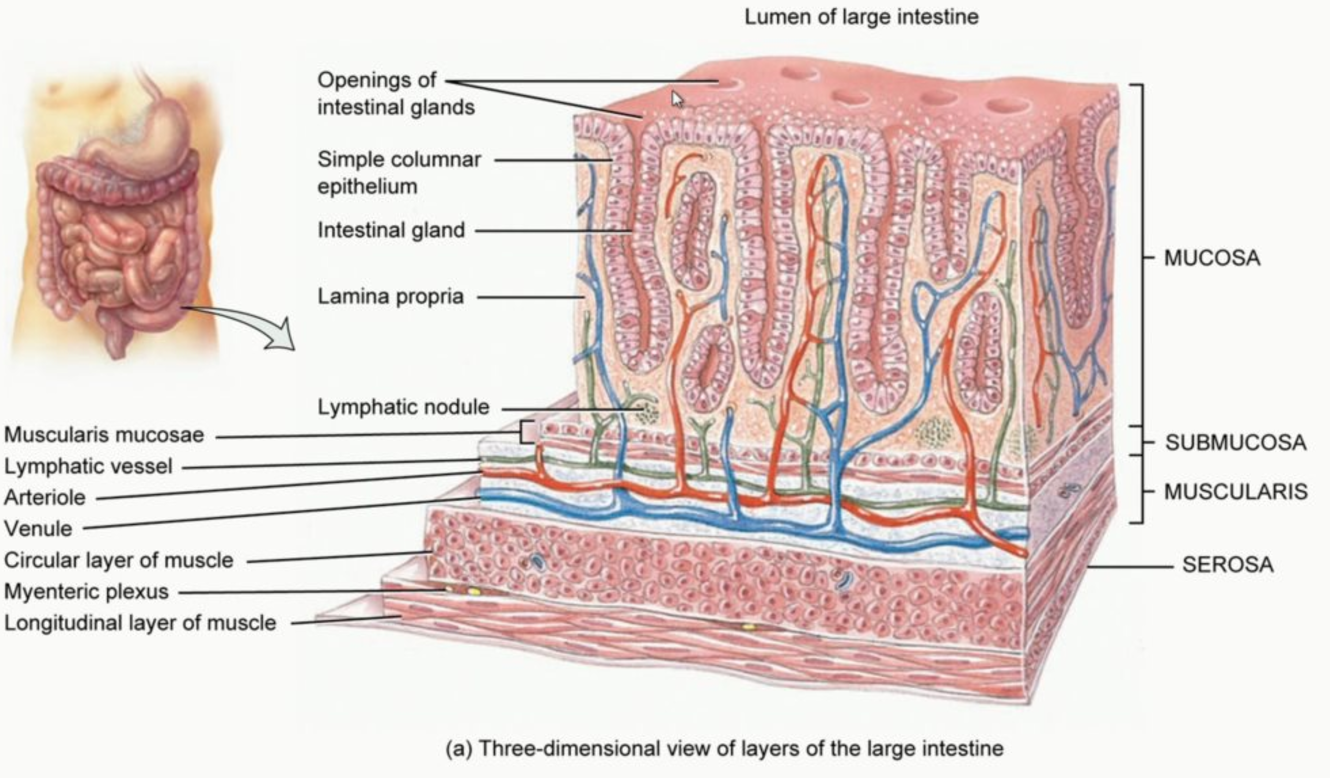 Lumen of large intestine
Openings of
intestinal glands
Simple columnar
epithelium
Intestinal gland
Lamina propria
Lymphatic nodule
Muscularis mucosae
Lymphatic vessel
Arteriole
Venule
Circular layer of muscle
Myenteric plexus
Longitudinal layer of muscle
MUCOSA
SUBMUCOSA
MUSCULARIS
SEROSA
(a) Three-dimensional view of layers of the large intestine